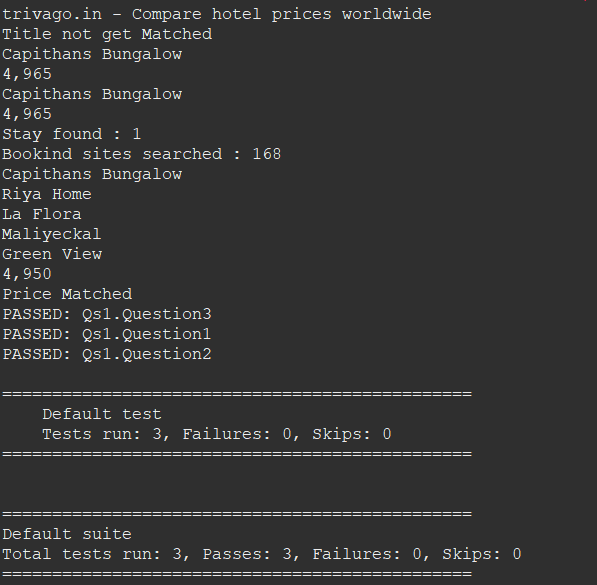 trivago.in - Compare hotel prices worldwide
Title not get Matched
Capithans Bungalow
4,965
Capithans Bungalow
4,965
Stay found : 1
Bookind sites searched : 168
Capithans Bungalow
Riya Home
La Flora
Maliyeckal
Green View
4,950
Price Matched
PASSED: Qs1.Question3
PASSED: Qs1.Question1
PASSED: Qs1.Question2
===============================================
    Default test
    Tests run: 3, Failures: 0, Skips: 0
===============================================
===============================================
Default suite
Total tests run: 3, Passes: 3, Failures: 0, Skips: 0
===============================================